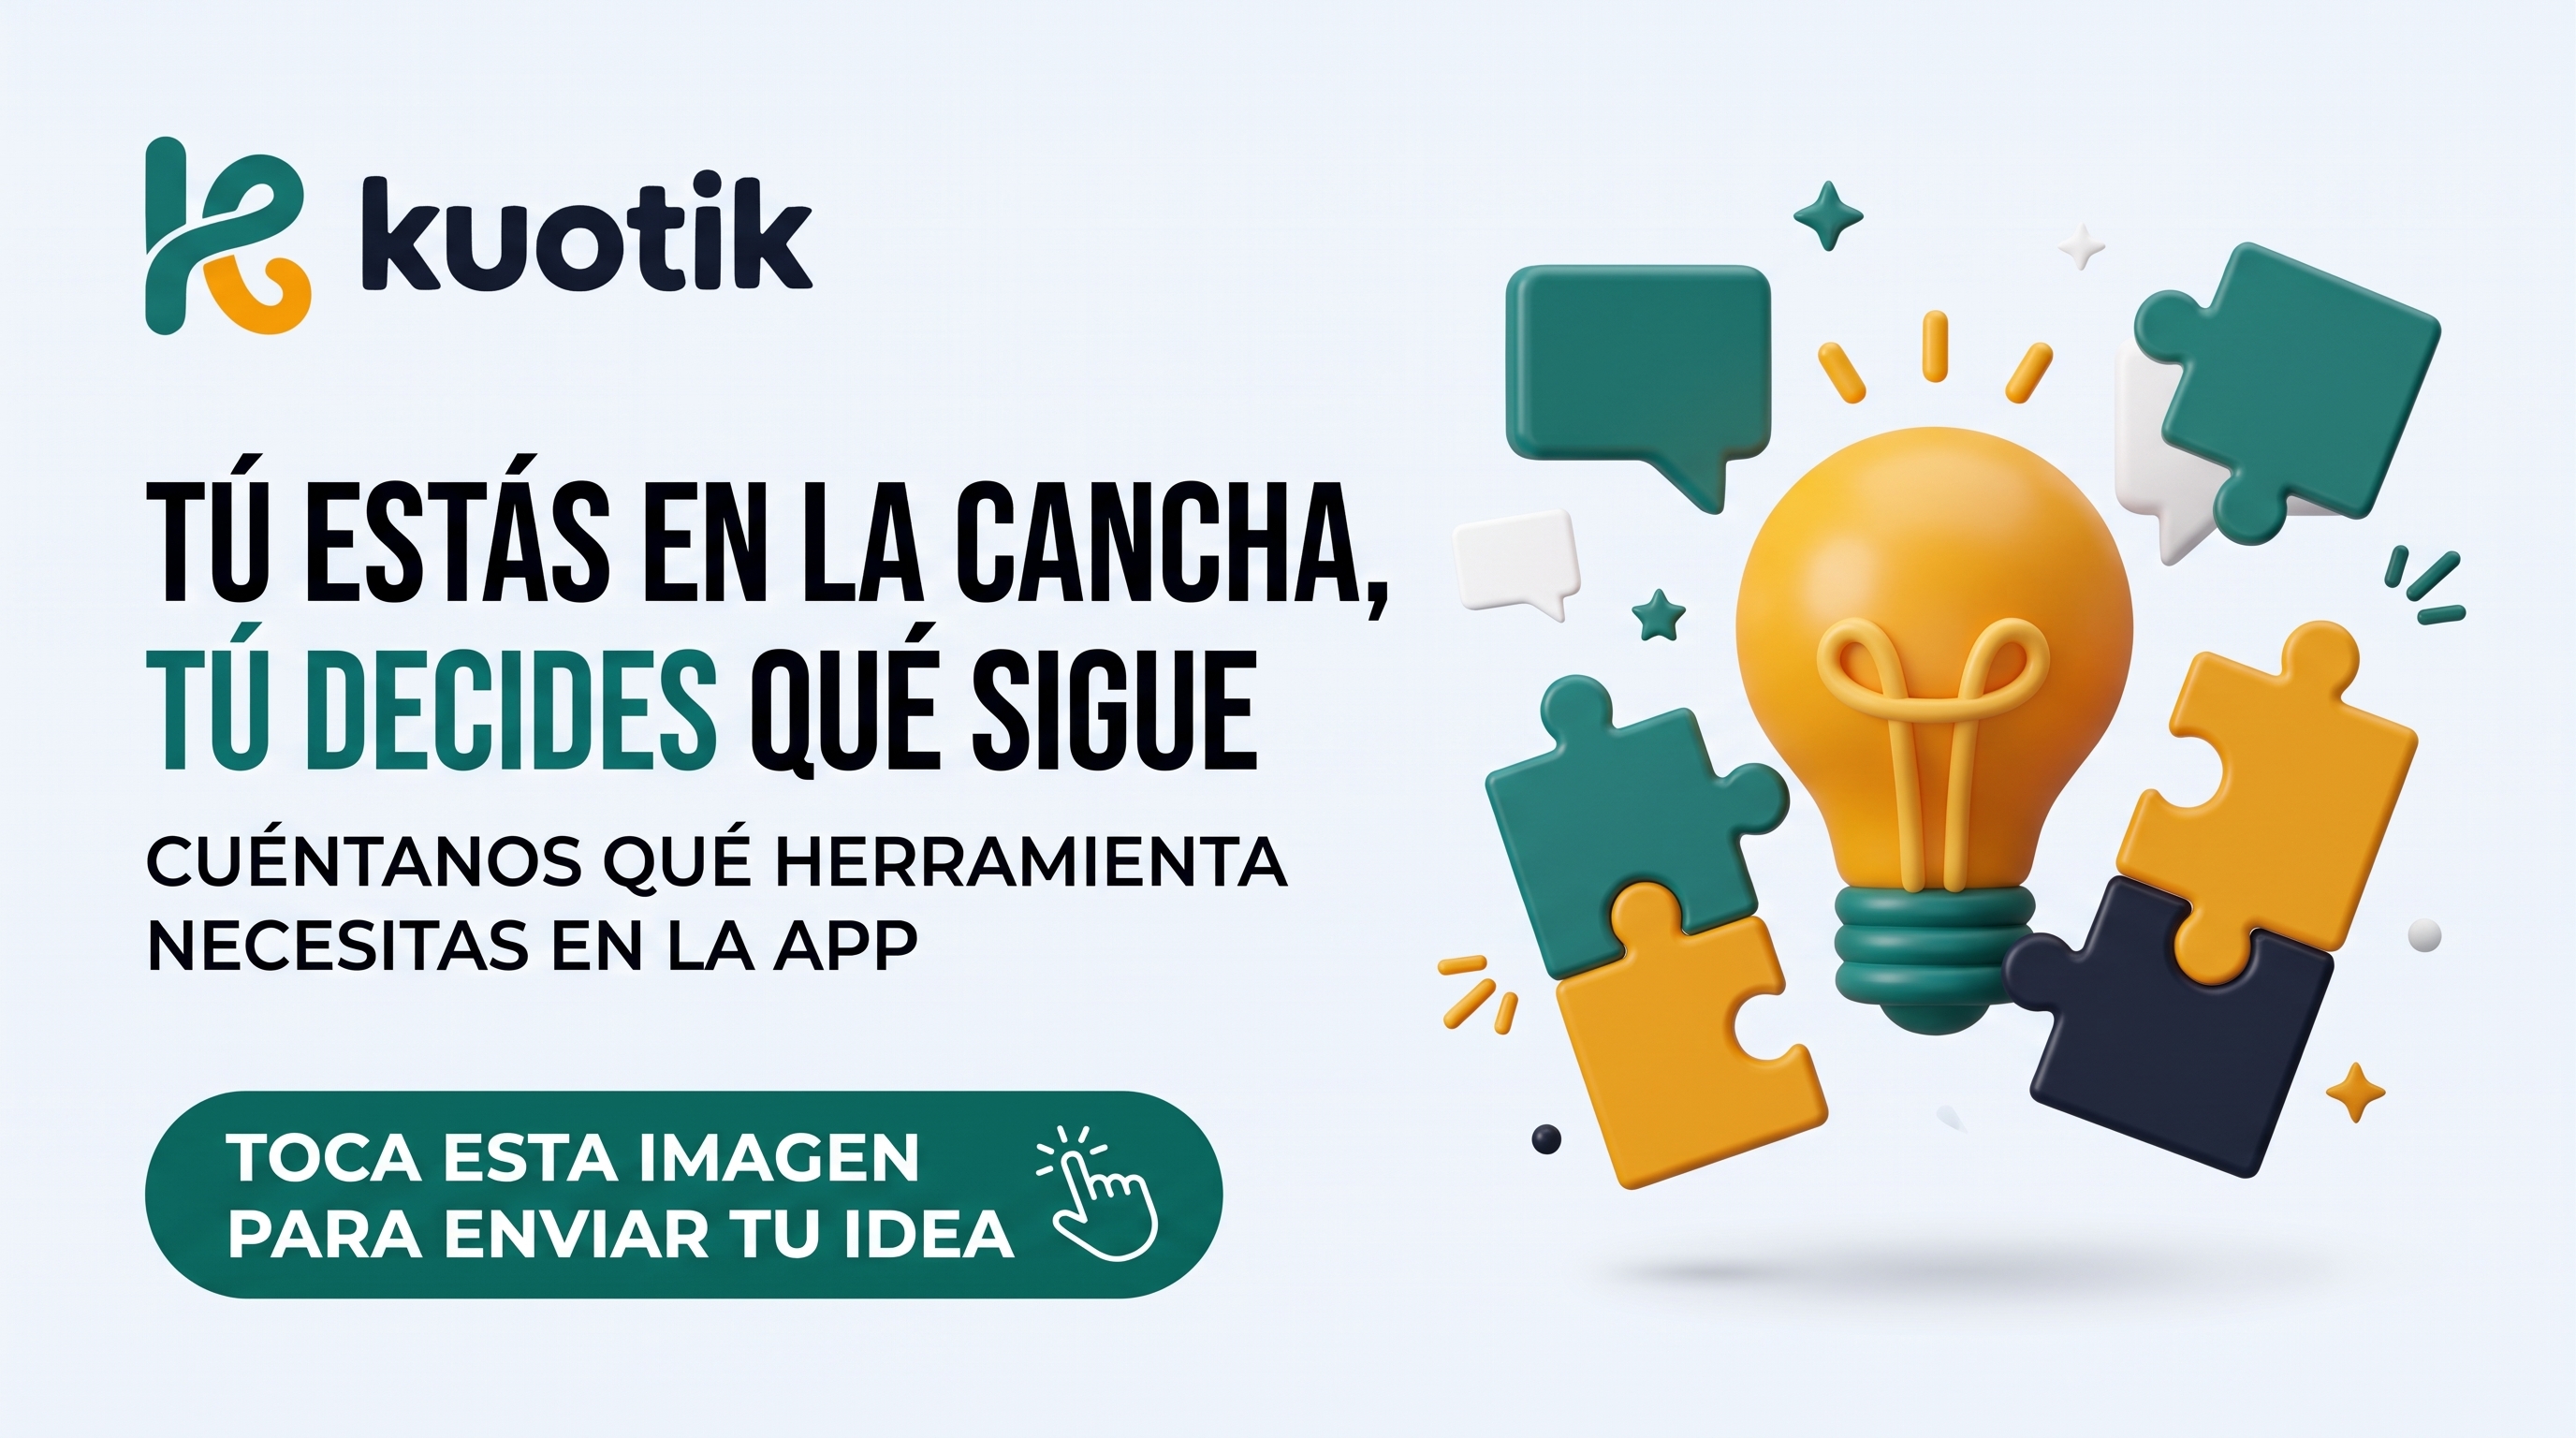 kuotik
TÚ ESTÁS EN LA CANCHA,
TÚ DECIDES QUÉ SIGUE
CUÉNTANOS QUÉ HERRAMIENTA
NECESITAS EN LA APP
TOCA ESTA IMAGEN
PARA ENVIAR TU IDEA